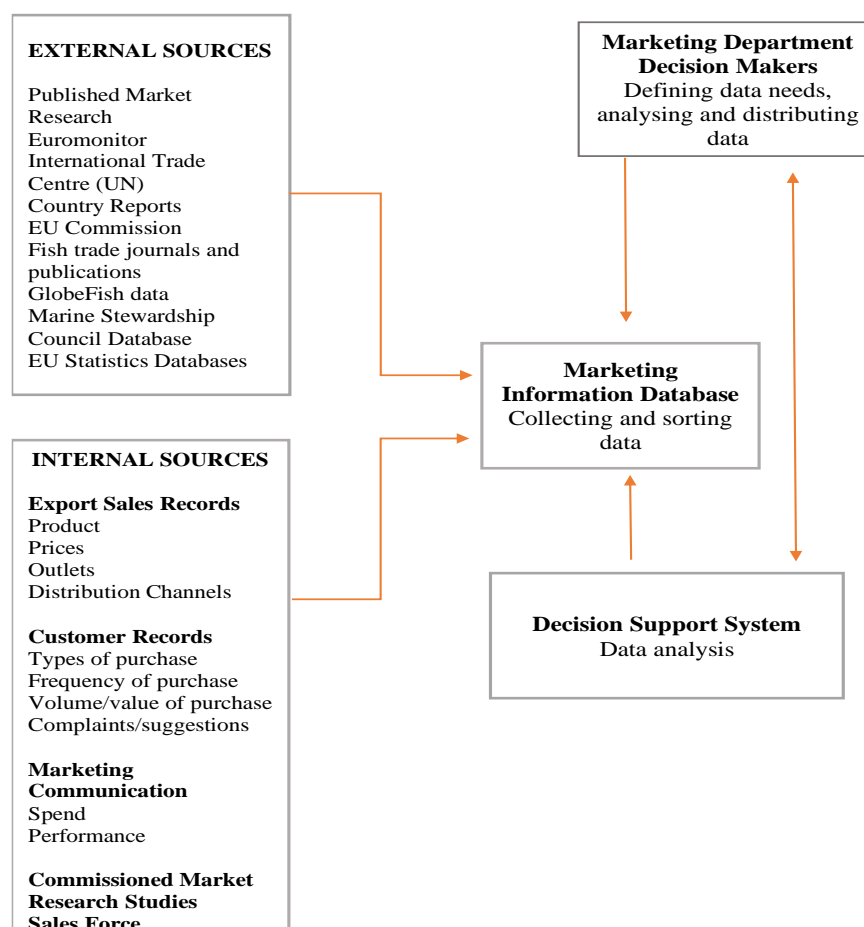 EXTERNAL SOURCES
Published Market
Research
Euromonitor
International Trade
Centre (UN)
Country Reports
EU Commission
Fish trade journals and
publications
GlobeFish data
Marine Stewardship
Council Database
EU Statistics Databases
INTERNAL SOURCES
Export Sales Records
Product
Prices
Outlets
Distribution Channels
Customer Records
Types of purchase
Frequency of purchase
Volume/value of purchase
Complaints/suggestions
Marketing
Communication
Spend
Performance
Commissioned Market
Research Studies
Sales Force
Marketing Department
Decision Makers
Defining data needs,
analysing and distributing
data
Marketing
Information Database
Collecting and sorting
data
Decision Support System
Data analysis